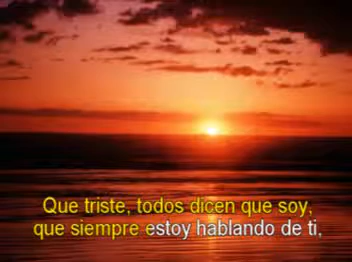 Que triste, todos dicen que soy,
que siempre estoy hablando de ti,